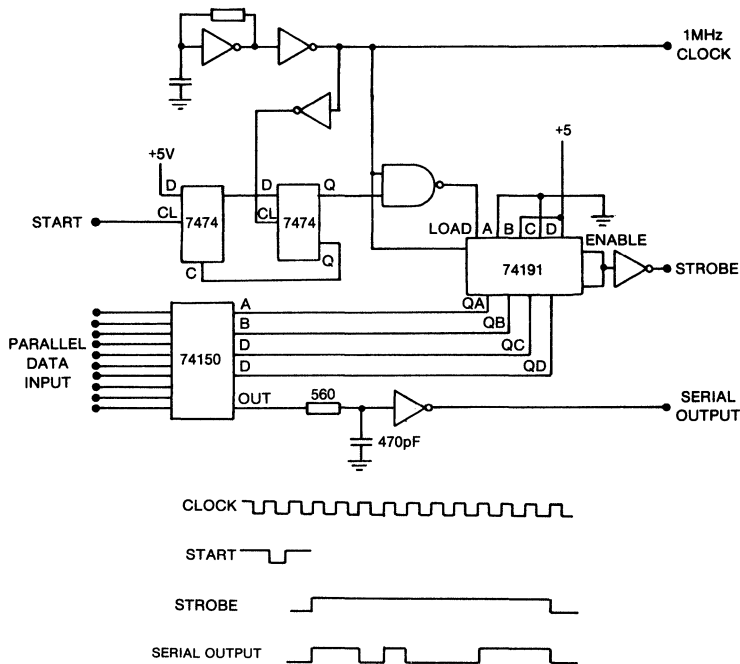 1MHz
CLOCK
+5V
D
D
Q
+5
START
CL
7474
CL
7474
C
Q
LOAD
A
B
C
D
ENABLE
74191
STROBE
QA
QB
QC
QD
PARALLEL
DATA
INPUT
74150
A
B
D
D
OUT
560
470pF
SERIAL
OUTPUT
CLOCK
START
STROBE
SERIAL OUTPUT